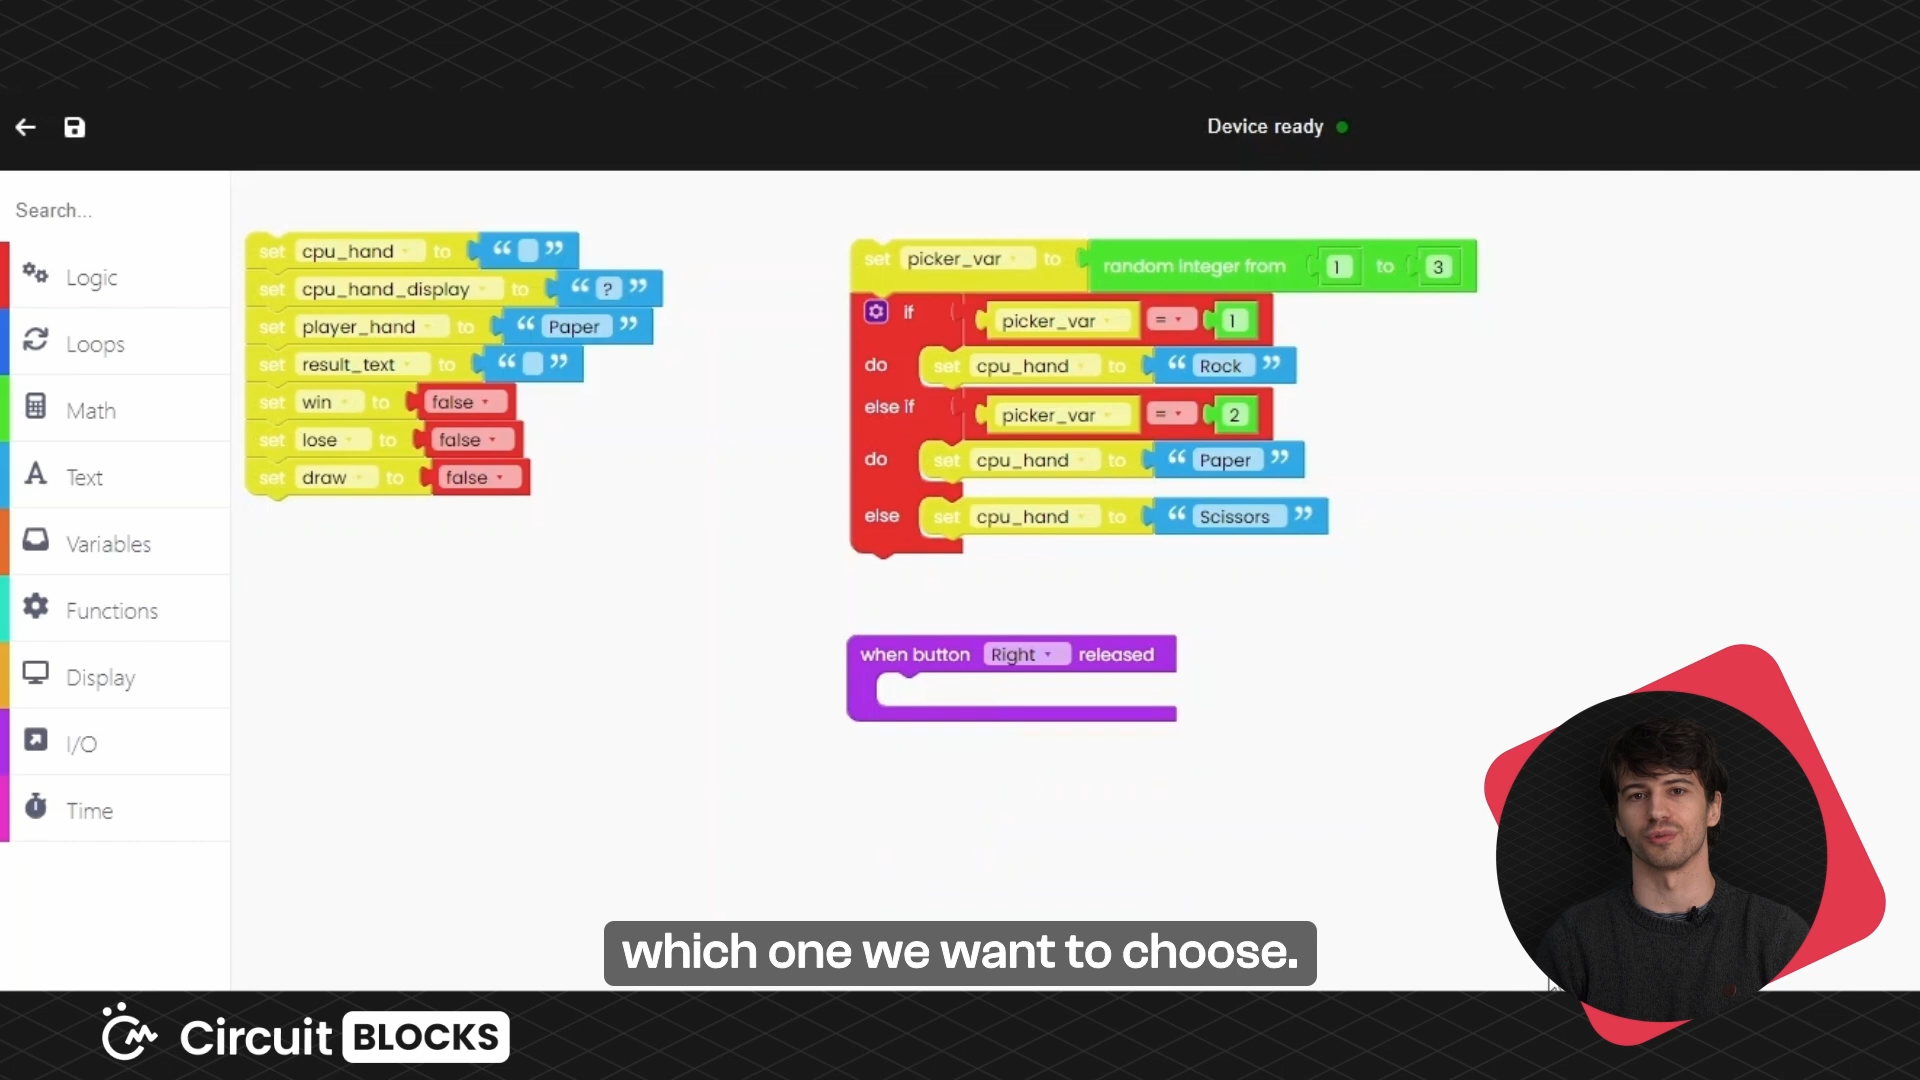 Device ready
Search...
Logic
Loops
Math
Text
Variables
Functions
Display
I/O
Time
set cpu_hand to “ ”
set cpu_hand_display to “ ? ”
set player_hand to “ Paper ”
set result_text to “ ”
set win to false
set lose to false
set draw to false
set picker_var to random integer from 1 to 3
if picker_var = 1
do set cpu_hand to “ Rock ”
else if picker_var = 2
do set cpu_hand to “ Paper ”
else set cpu_hand to “ Scissors ”
when button Right released
which one we want to choose.
Circuit BLOCKS